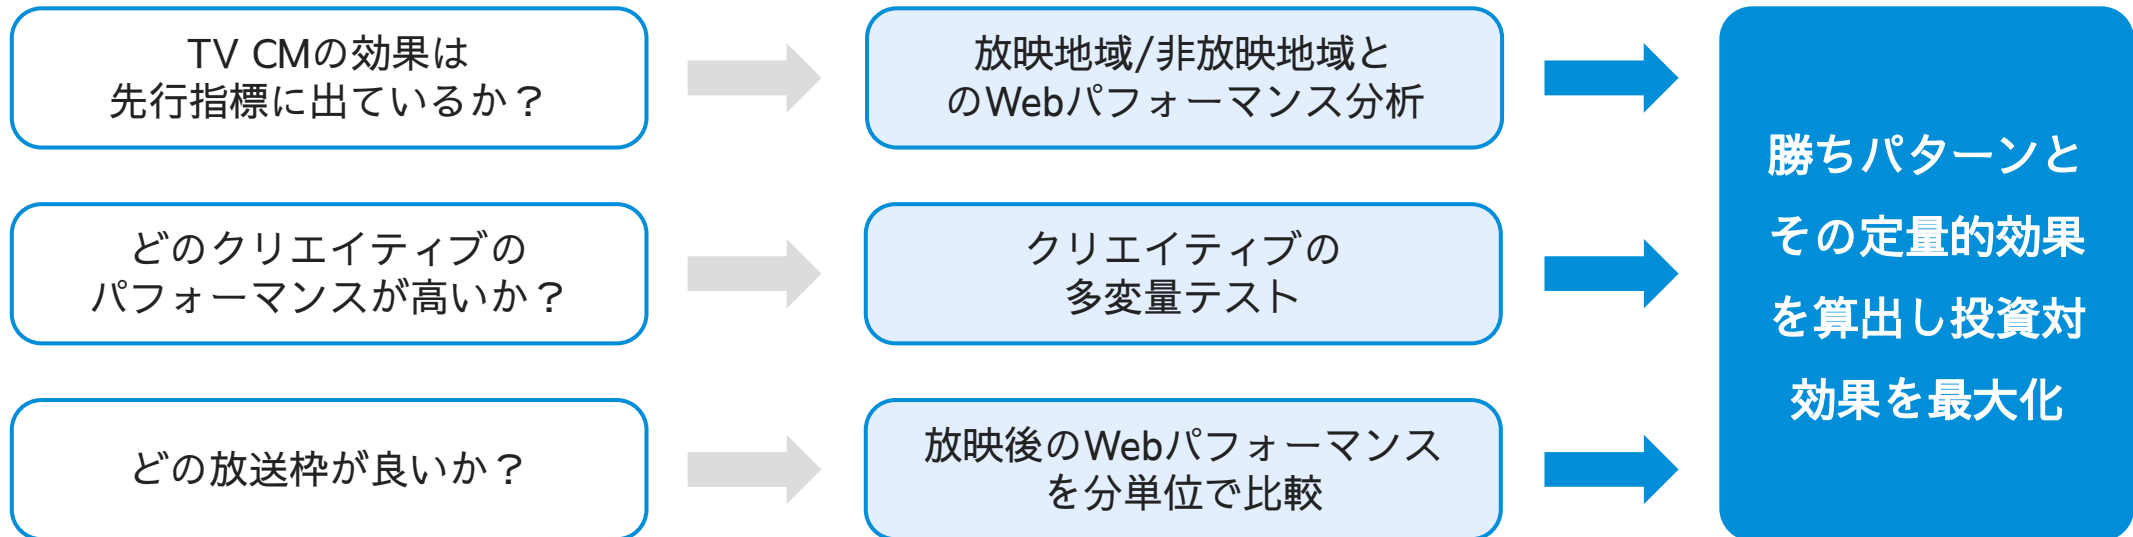 TV CMの効果は
先行指標に出ているか？
放映地域/非放映地域と
のWebパフォーマンス分析
どのクリエイティブの
パフォーマンスが高いか？
クリエイティブの
多変量テスト
どの放送枠が良いか？
放映後のWebパフォーマンス
を分単位で比較
勝ちパターンと
その定量的効果
を算出し投資対
効果を最大化